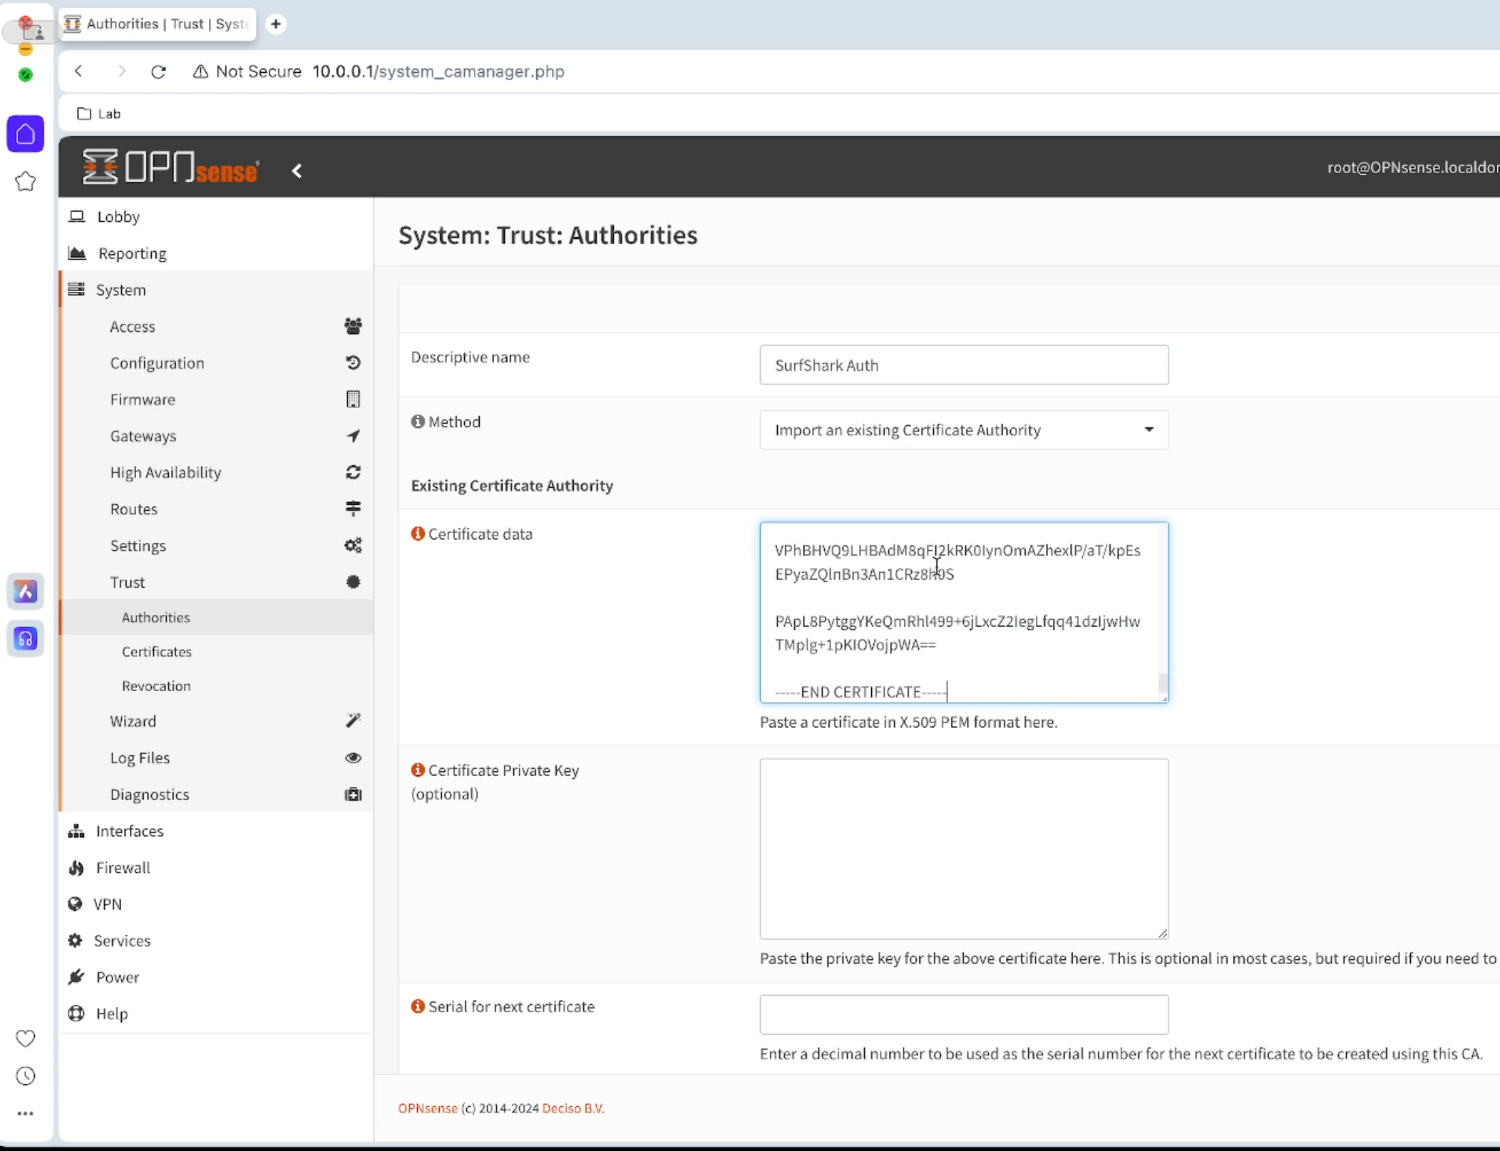 Authorities | Trust | Syste
Not Secure 10.0.0.1/system_camanager.php
Lab
OPNsense
root@OPNsense.localdor
Lobby
Reporting
System
Access
Configuration
Firmware
Gateways
High Availability
Routes
Settings
Trust
Authorities
Certificates
Revocation
Wizard
Log Files
Diagnostics
Interfaces
Firewall
VPN
Services
Power
Help
System: Trust: Authorities
Descriptive name
SurfShark Auth
Method
Import an existing Certificate Authority
Existing Certificate Authority
Certificate data
VPhBHVQ9LHBAdM8qFI2kRK0IynOmAZhexlP/aT/kpEs
EPyaZQlnBn3An1CRz8h0S
PApL8PytggYKeQmRhl499+6jLxcZ2IegLfqq41dzIjwHw
TMplg+1pKIOVojpWA==
-----END CERTIFICATE-----
Paste a certificate in X.509 PEM format here.
Certificate Private Key
(optional)
Paste the private key for the above certificate here. This is optional in most cases, but required if you need to
Serial for next certificate
Enter a decimal number to be used as the serial number for the next certificate to be created using this CA.
OPNsense (c) 2014-2024 Deciso B.V.